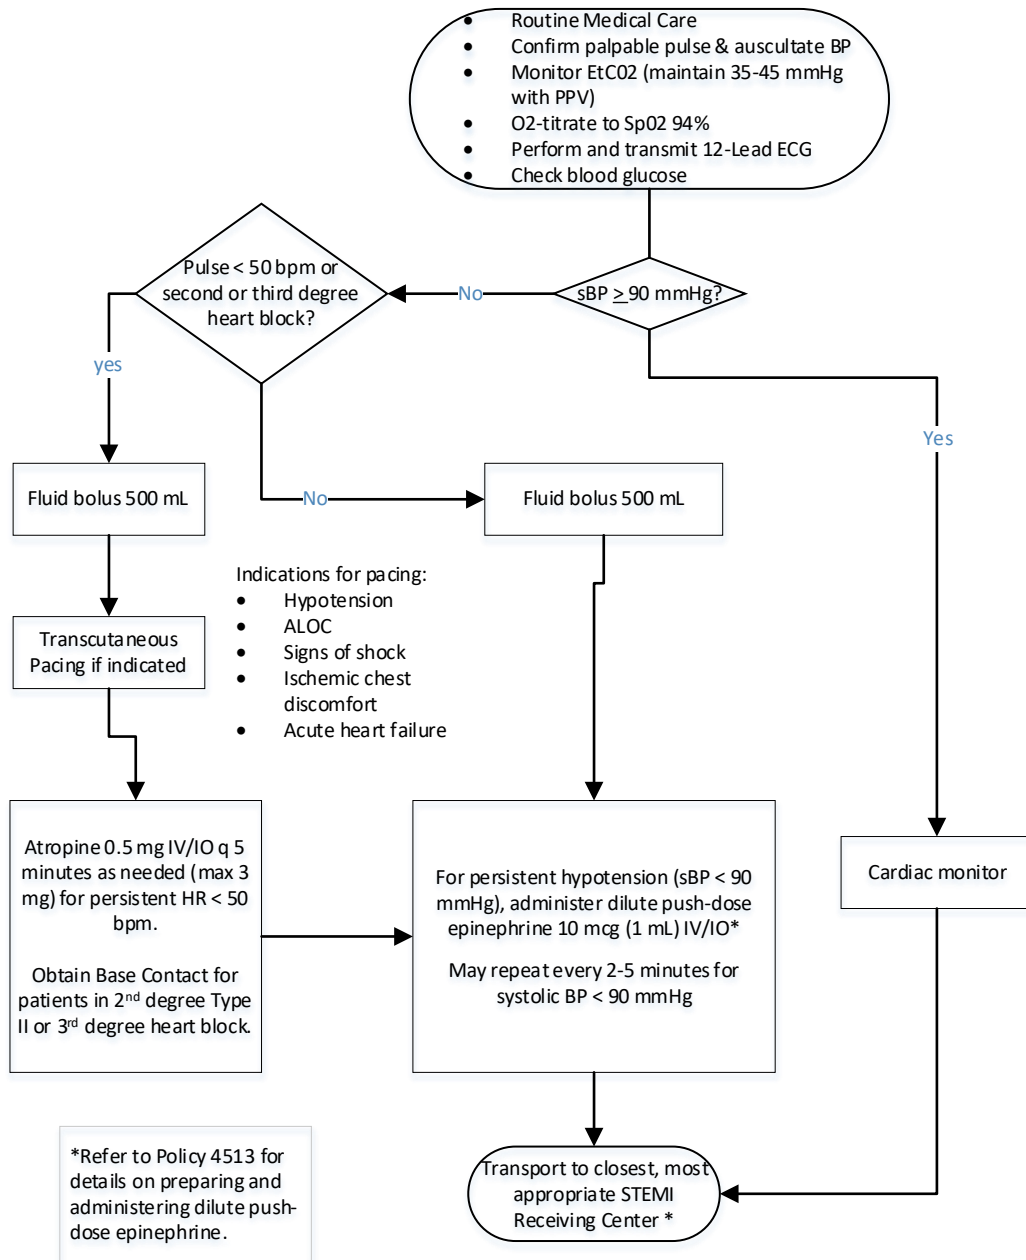 • Routine Medical Care
• Confirm palpable pulse & auscultate BP
• Monitor EtC02 (maintain 35-45 mmHg
with PPV)
• O2-titrate to Sp02 94%
• Perform and transmit 12-Lead ECG
• Check blood glucose
sBP ≥ 90 mmHg?
No
Pulse < 50 bpm or
second or third degree
heart block?
yes
Yes
Fluid bolus 500 mL
No
Fluid bolus 500 mL
Transcutaneous
Pacing if indicated
Indications for pacing:
• Hypotension
• ALOC
• Signs of shock
• Ischemic chest
discomfort
• Acute heart failure
Atropine 0.5 mg IV/IO q 5
minutes as needed (max 3
mg) for persistent HR < 50
bpm.
Obtain Base Contact for
patients in 2nd degree Type
II or 3rd degree heart block.
For persistent hypotension (sBP < 90
mmHg), administer dilute push-dose
epinephrine 10 mcg (1 mL) IV/IO*
May repeat every 2-5 minutes for
systolic BP < 90 mmHg
Cardiac monitor
*Refer to Policy 4513 for
details on preparing and
administering dilute push-
dose epinephrine.
Transport to closest, most
appropriate STEMI
Receiving Center *